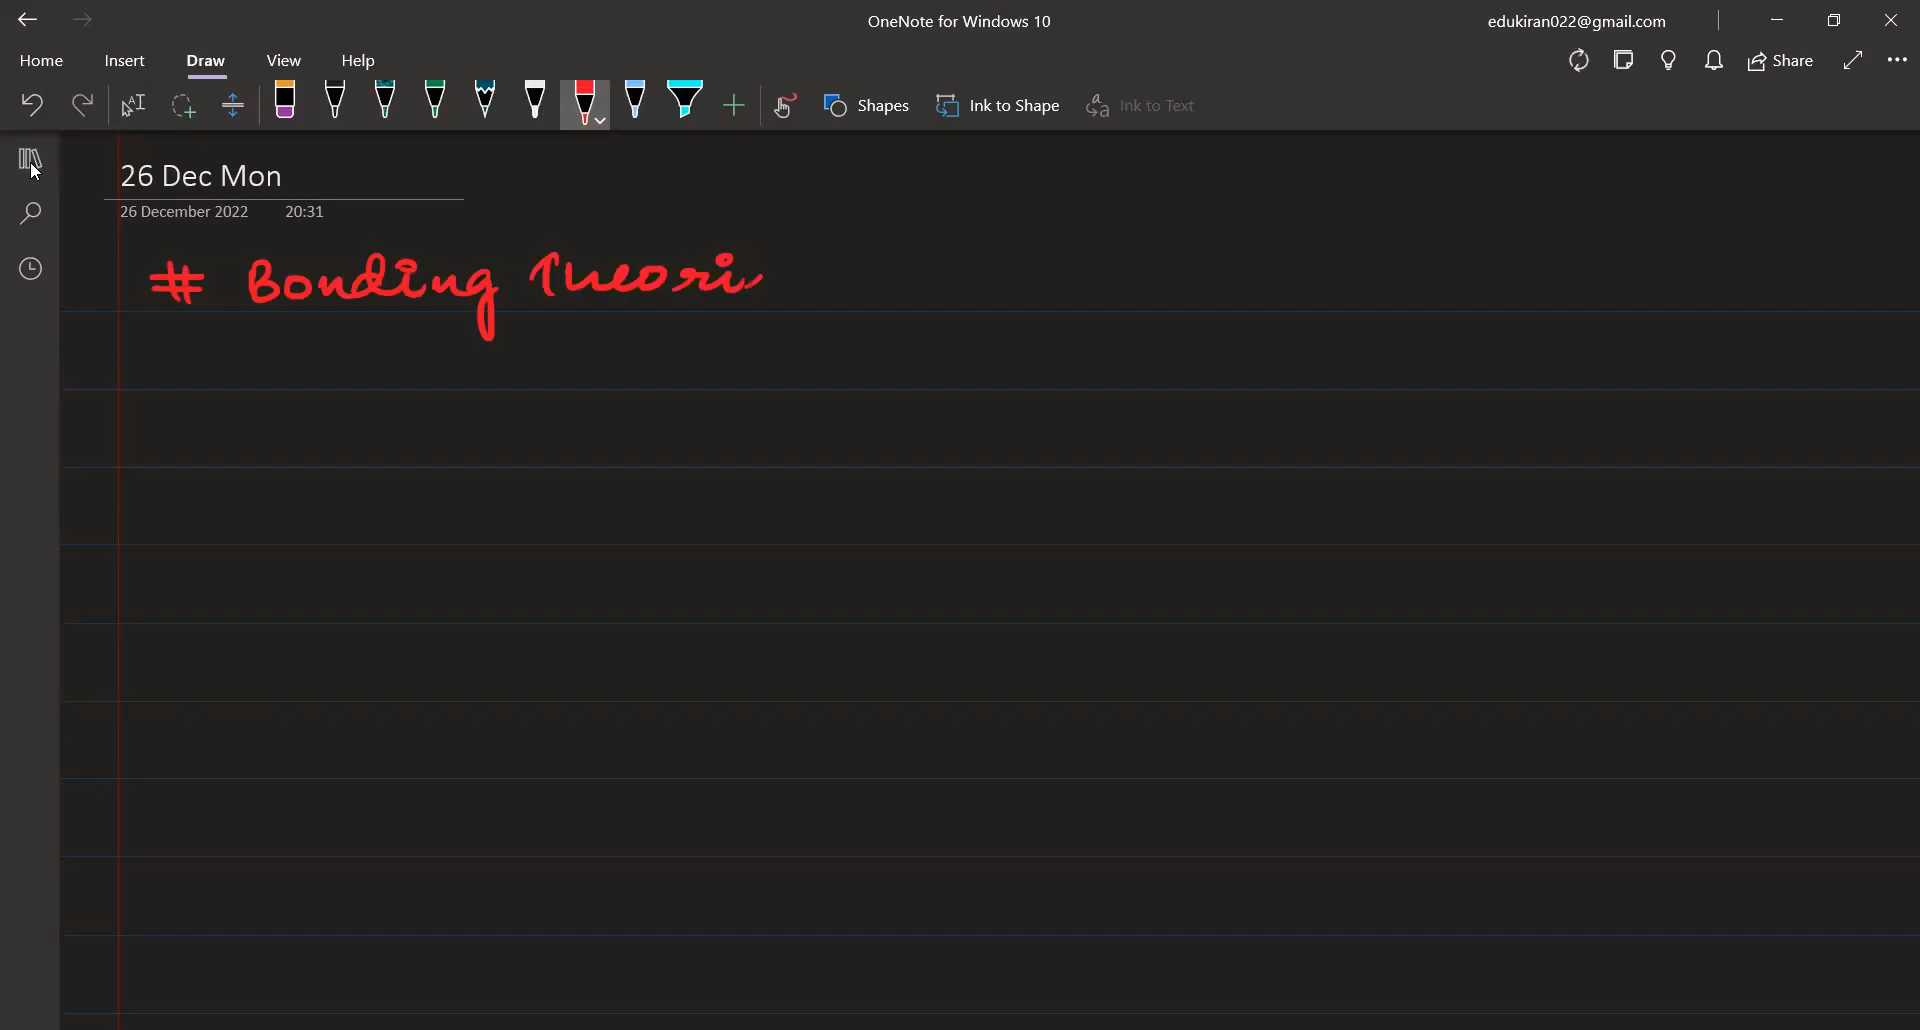 OneNote for Windows 10
edukiran022@gmail.com
Home Insert Draw View Help
Share
Shapes Ink to Shape Ink to Text
26 Dec Mon
26 December 2022 20:31
# Bonding Theori